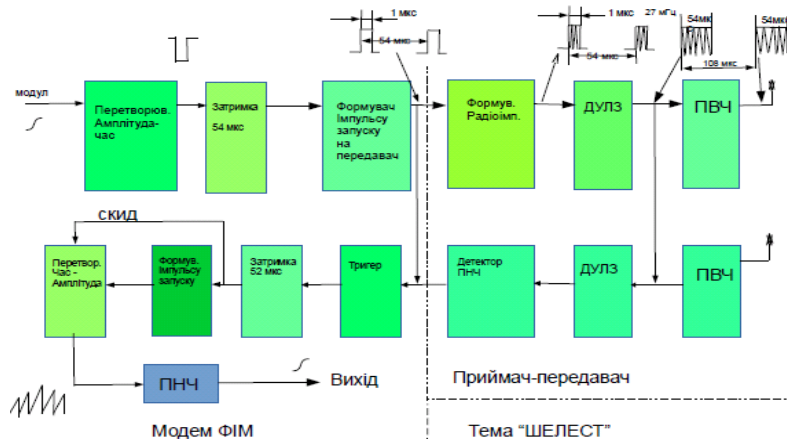 1 мкс
54 мкс
1 мкс
27 мГц
54 мкс
54мк
с
108 мкс
54мкс
модул
Перетворюв.
Амплітуда-
час
Затримка
54 мкс
Формувач
Імпульсу
запуску
на
передавач
Формув.
Радіоімп.
ДУЛЗ
ПВЧ
скид
Перетвор.
Час -
Амплітуда
Формув.
Імпульсу
запуску
Затримка
52 мкс
Тригер
Детектор
ПНЧ
ДУЛЗ
ПВЧ
ПНЧ
Вихід
Приймач-передавач
Модем ФІМ
Тема “ШЕЛЕСТ”